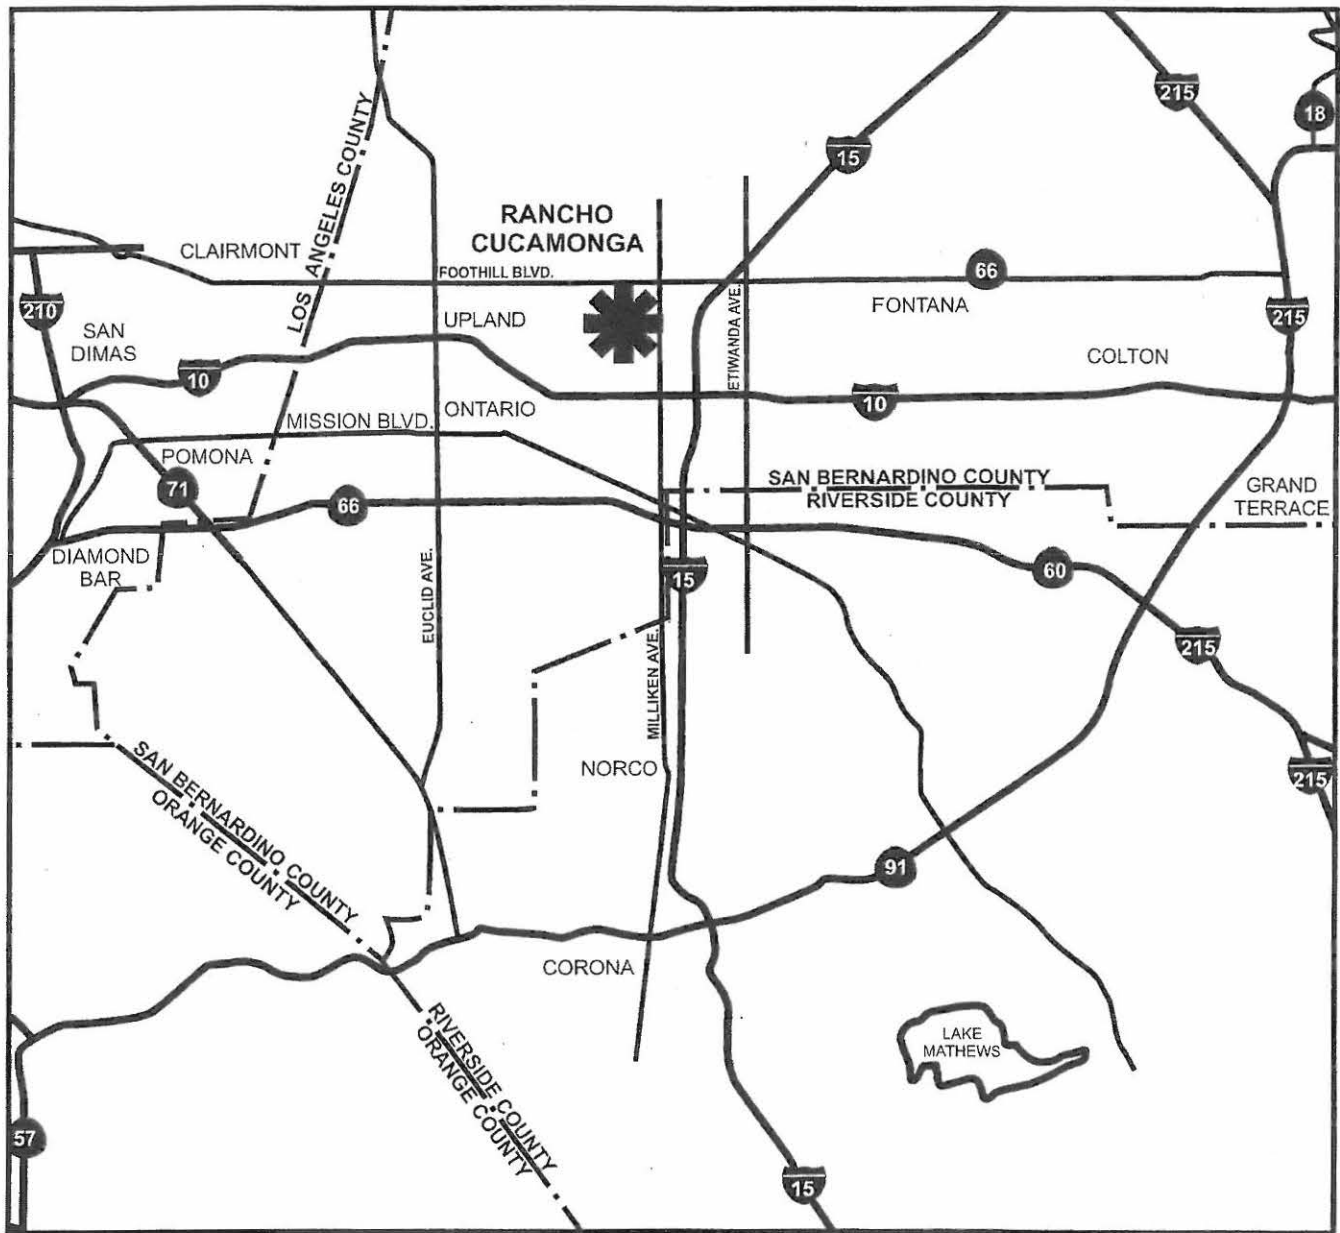 215
18
15
LOS ANGELES COUNTY
RANCHO
CUCAMONGA
CLAIRMONT
FOOTHILL BLVD.
66
210
SAN
DIMAS
UPLAND
ETIWANDA AVE.
FONTANA
215
COLTON
10
10
MISSION BLVD.
ONTARIO
POMONA
71
66
SAN BERNARDINO COUNTY
RIVERSIDE COUNTY
GRAND
TERRACE
DIAMOND
BAR
EUCLID AVE.
15
60
MILLIKEN AVE.
215
NORCO
215
SAN BERNARDINO COUNTY
ORANGE COUNTY
91
CORONA
RIVERSIDE COUNTY
ORANGE COUNTY
LAKE
MATHEWS
57
15